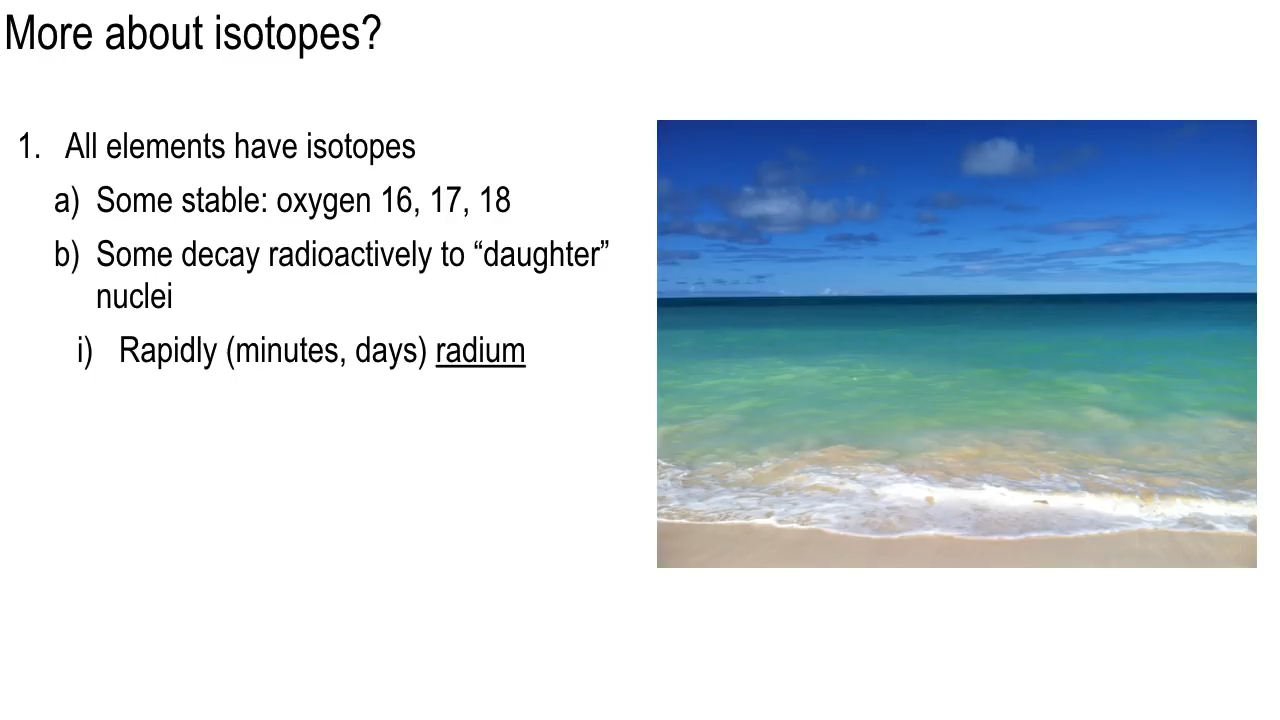 More about isotopes?
1. All elements have isotopes
a) Some stable: oxygen 16, 17, 18
b) Some decay radioactively to “daughter”
nuclei
i) Rapidly (minutes, days) radium